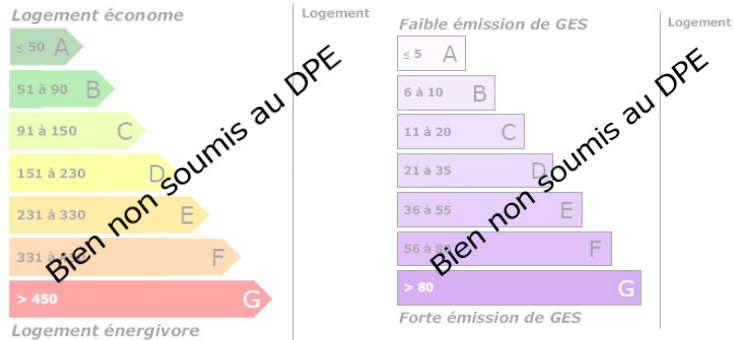 Logement économe
Logement
≤ 50 A
51 à 90 B
91 à 150 C
151 à 230 D
231 à 330 E
331 à F
> 450 G
Logement énergivore
Bien non soumis au DPE
Faible émission de GES
Logement
≤ 5 A
6 à 10 B
11 à 20 C
21 à 35 D
36 à 55 E
56 à 80 F
> 80 G
Forte émission de GES
Bien non soumis au DPE